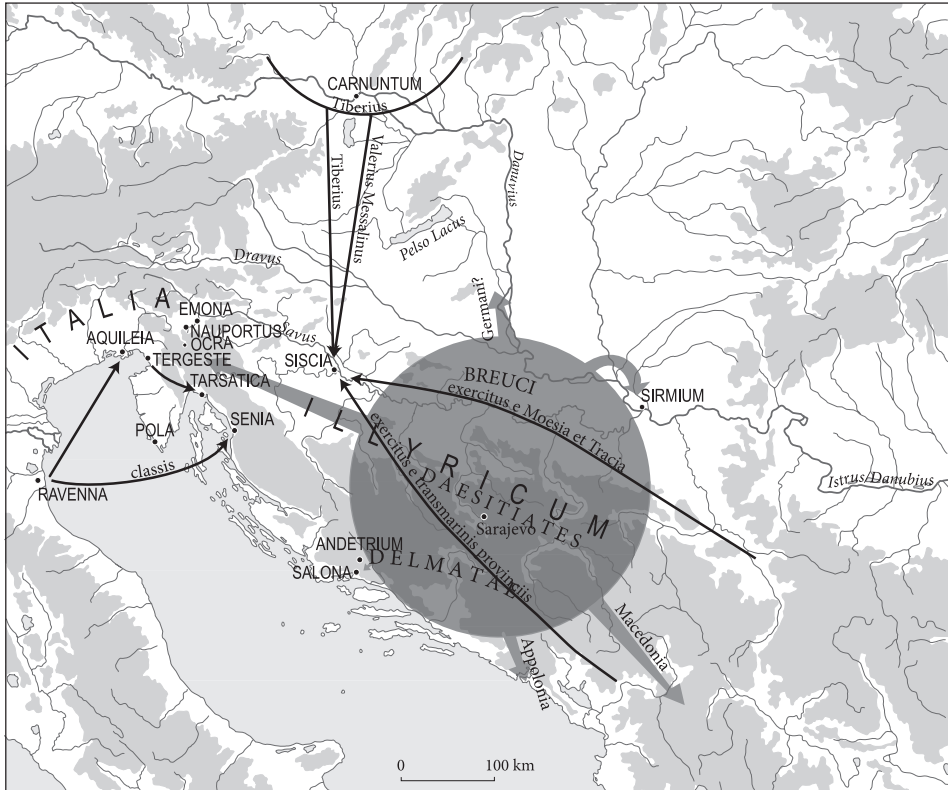 CARNUNTUM
Tiberius
Tiberius
Valerius Messalinus
Danuvius
Pelso Lacus
Dravus
Germani?
ITALIA
EMONA
NAUPORTUS
Savus
OCRA
AQUILEIA
TERGESTE
SISCIA
TARSATICA
BREUCI
exercitus e Moesia et Tracia
SIRMIUM
SENIA
POLA
ILLYRICUM
exercitus e transmarinis provinciis
classis
RAVENNA
DAESITIATES
Istrus/Danubius
Sarajevo
ANDETRIUM
DELMATAE
SALONA
Macedonia
Appolonia
0 100 km